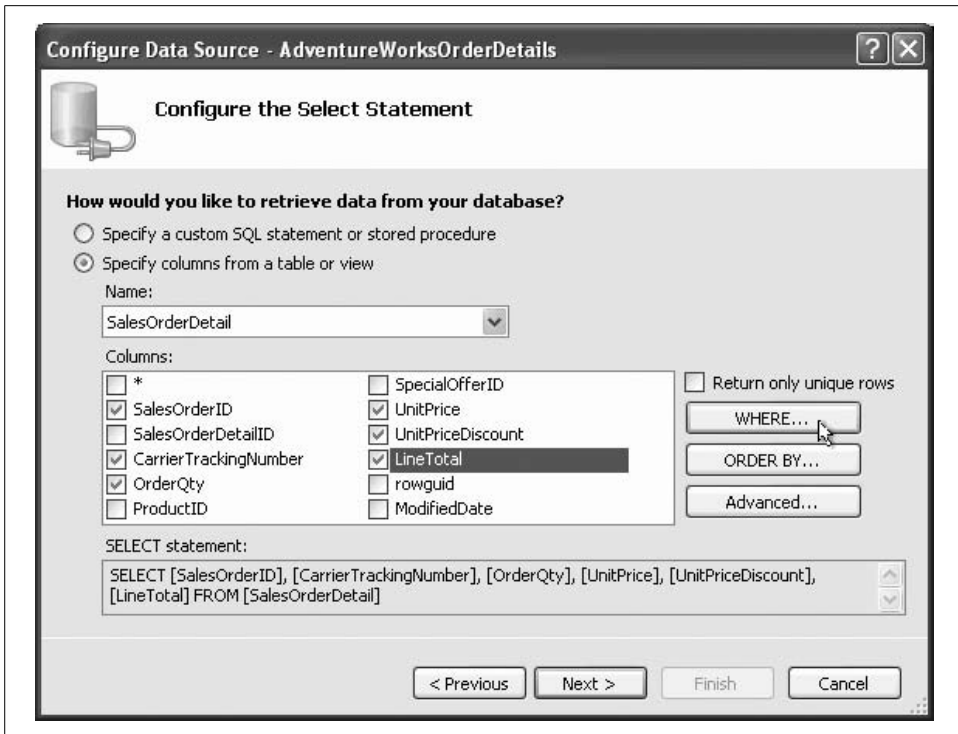 Configure Data Source - AdventureWorksOrderDetails
Configure the Select Statement
How would you like to retrieve data from your database?
Specify a custom SQL statement or stored procedure
Specify columns from a table or view
Name:
SalesOrderDetail
Columns:
*
SalesOrderID
SalesOrderDetailID
CarrierTrackingNumber
OrderQty
ProductID
SpecialOfferID
UnitPrice
UnitPriceDiscount
LineTotal
rowguid
ModifiedDate
Return only unique rows
WHERE...
ORDER BY...
Advanced...
SELECT statement:
SELECT [SalesOrderID], [CarrierTrackingNumber], [OrderQty], [UnitPrice], [UnitPriceDiscount],
[LineTotal] FROM [SalesOrderDetail]
< Previous
Next >
Finish
Cancel